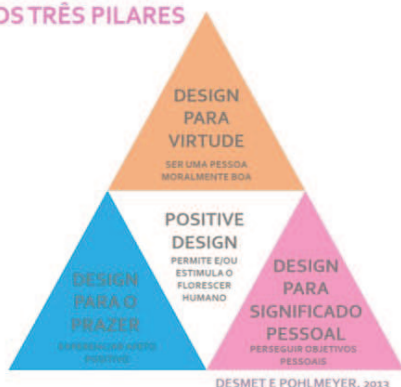 OS TRÊS PILARES
DESIGN
PARA
VIRTUDE
SER UMA PESSOA
MORALMENTE BOA
POSITIVE
DESIGN
PERMITE E/OU
ESTIMULA O
FLORESCER
HUMANO
DESIGN
PARA O
PRAZER
DESIGN
PARA
SIGNIFICADO
PESSOAL
PERSEGUIR OBJETIVOS
PESSOAIS
DESMET E POHLMEYER, 2013